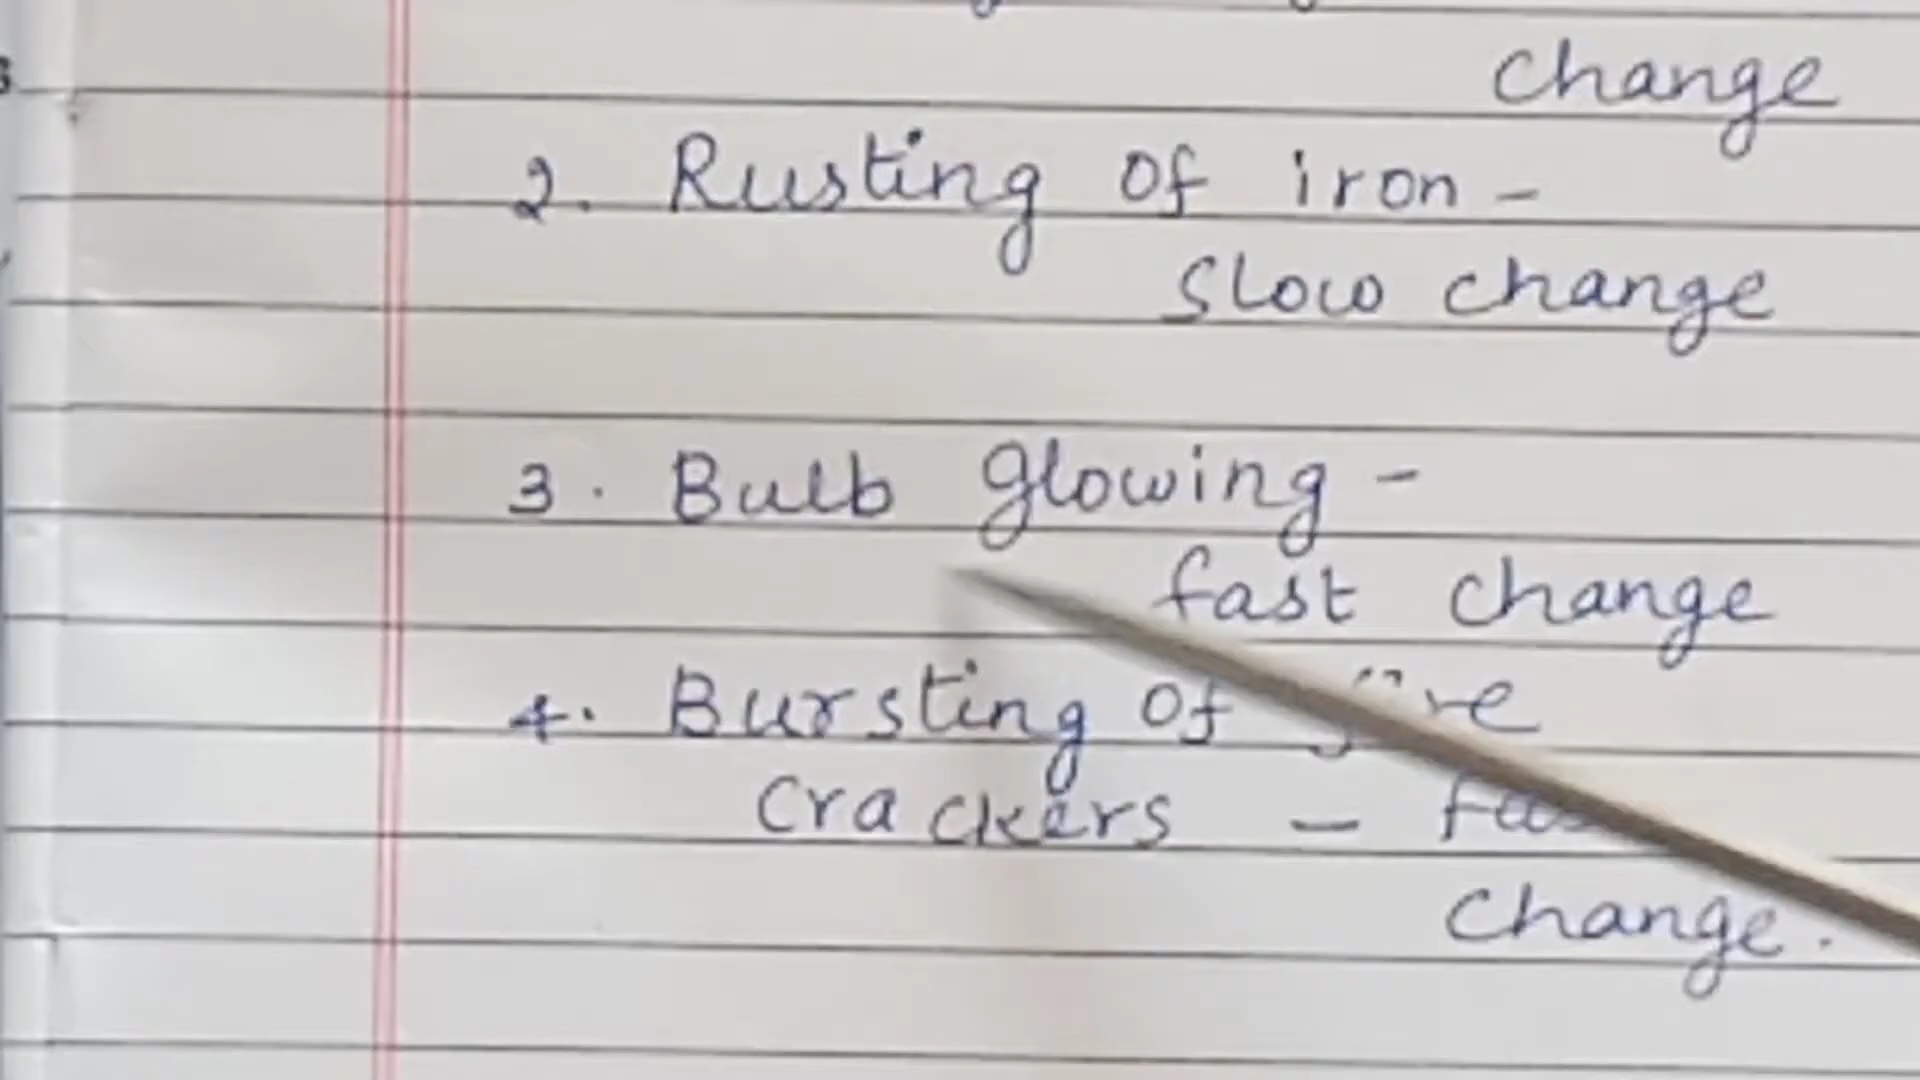 change
2. Rusting of iron -
slow change
3. Bulb glowing -
fast change
4. Bursting of
crackers -
change.